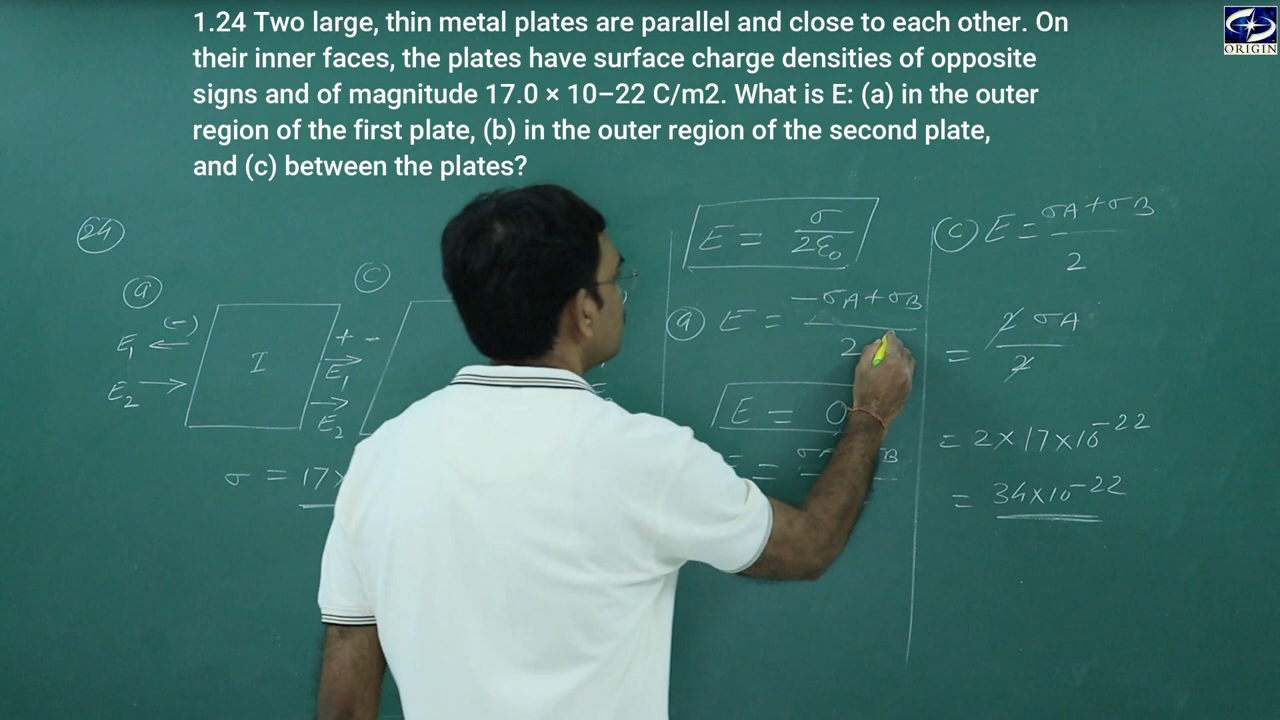 1.24 Two large, thin metal plates are parallel and close to each other. On
their inner faces, the plates have surface charge densities of opposite
signs and of magnitude 17.0 × 10–22 C/m2. What is E: (a) in the outer
region of the first plate, (b) in the outer region of the second plate,
and (c) between the plates?
ORIGIN
24
a
C
E₁ (-)
E₂
I
+ -
E₁
E₂
σ = 17×
E = σ/2ε₀
a E = -σA+σB/2
E = 0
C E = σA+σB/2
= 2σA/2
= 2×17×10⁻²²
= 34×10⁻²²